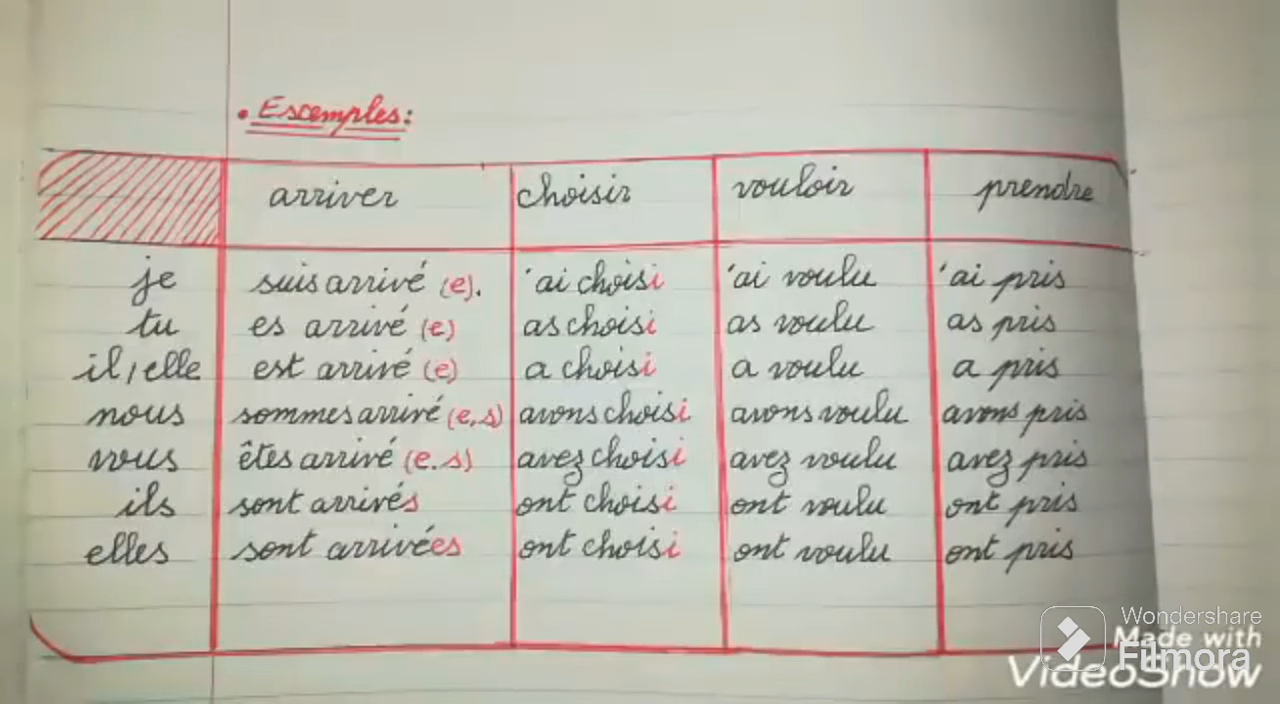 • Exemples:
arriver choisir vouloir prendre
je suis arrivé (e). 'ai choisi 'ai voulu 'ai pris
tu es arrivé (e) as choisi as voulu as pris
il, elle est arrivé (e) a choisi a voulu a pris
nous sommes arrivé (e,s) avons choisi avons voulu avons pris
vous êtes arrivé (e.s) avez choisi avez voulu avez pris
ils sont arrivés ont choisi ont voulu ont pris
elles sont arrivées ont choisi ont voulu ont pris
Wondershare
Filmora
Made with
VideoShow